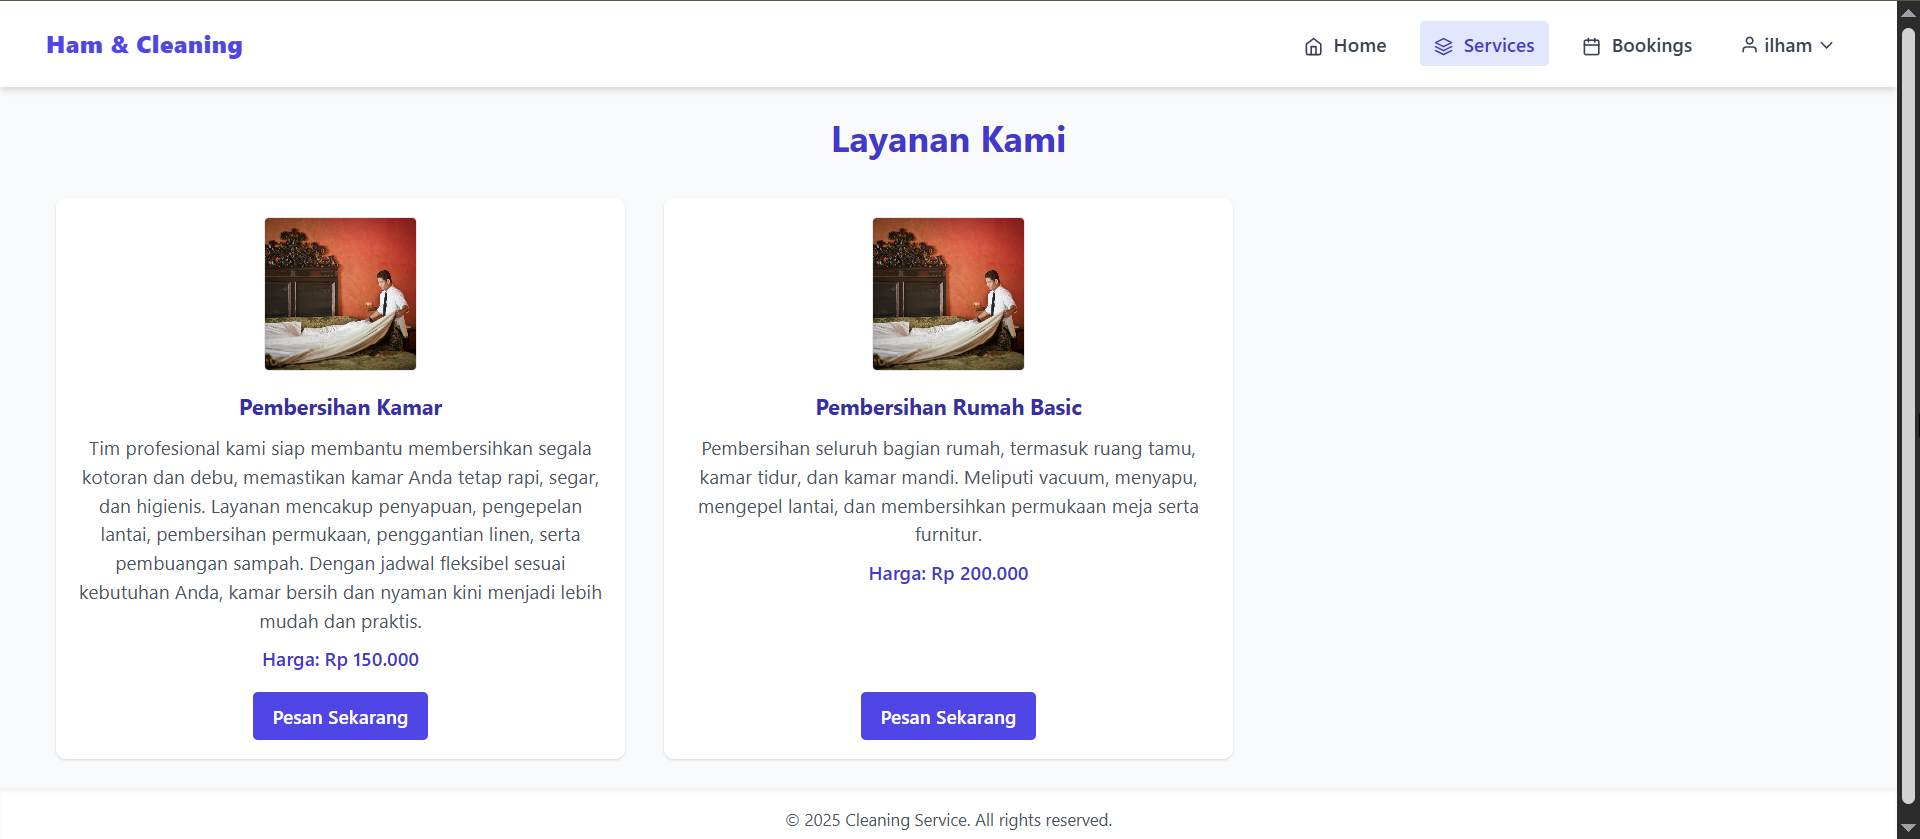 Ham & Cleaning
Home
Services
Bookings
ilham
Layanan Kami
Pembersihan Kamar
Tim profesional kami siap membantu membersihkan segala
kotoran dan debu, memastikan kamar Anda tetap rapi, segar,
dan higienis. Layanan mencakup penyapuan, pengepelan
lantai, pembersihan permukaan, penggantian linen, serta
pembuangan sampah. Dengan jadwal fleksibel sesuai
kebutuhan Anda, kamar bersih dan nyaman kini menjadi lebih
mudah dan praktis.
Harga: Rp 150.000
Pesan Sekarang
Pembersihan Rumah Basic
Pembersihan seluruh bagian rumah, termasuk ruang tamu,
kamar tidur, dan kamar mandi. Meliputi vacuum, menyapu,
mengepel lantai, dan membersihkan permukaan meja serta
furnitur.
Harga: Rp 200.000
Pesan Sekarang
© 2025 Cleaning Service. All rights reserved.